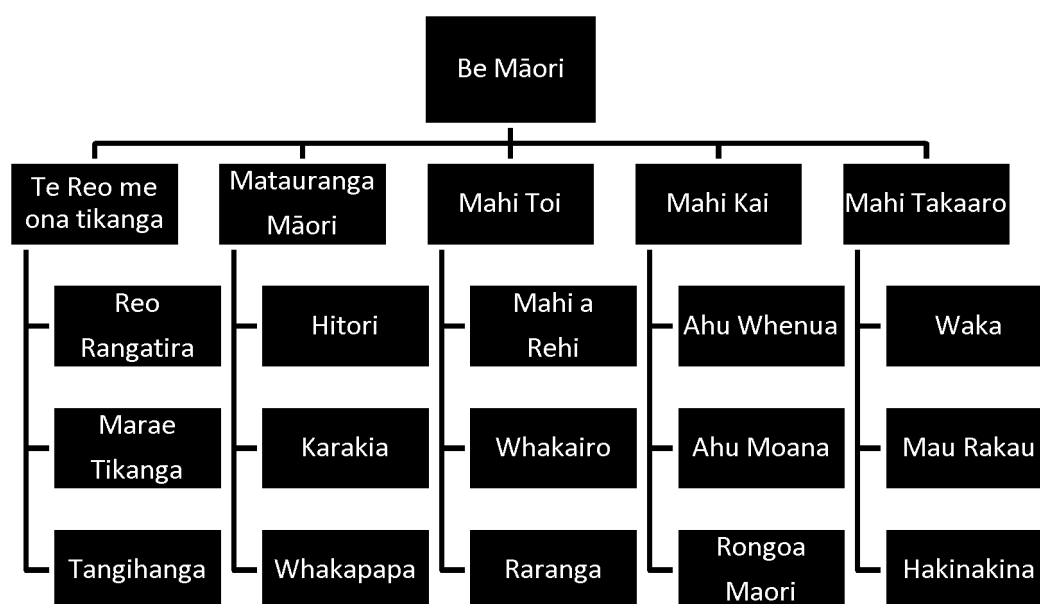 Be Māori
Te Reo me
ona tikanga
Matauranga
Māori
Mahi Toi
Mahi Kai
Mahi Takaaro
Reo
Rangatira
Hitori
Mahi a
Rehi
Ahu Whenua
Waka
Marae
Tikanga
Karakia
Whakairo
Ahu Moana
Mau Rakau
Tangihanga
Whakapapa
Raranga
Rongoa
Maori
Hakinakina